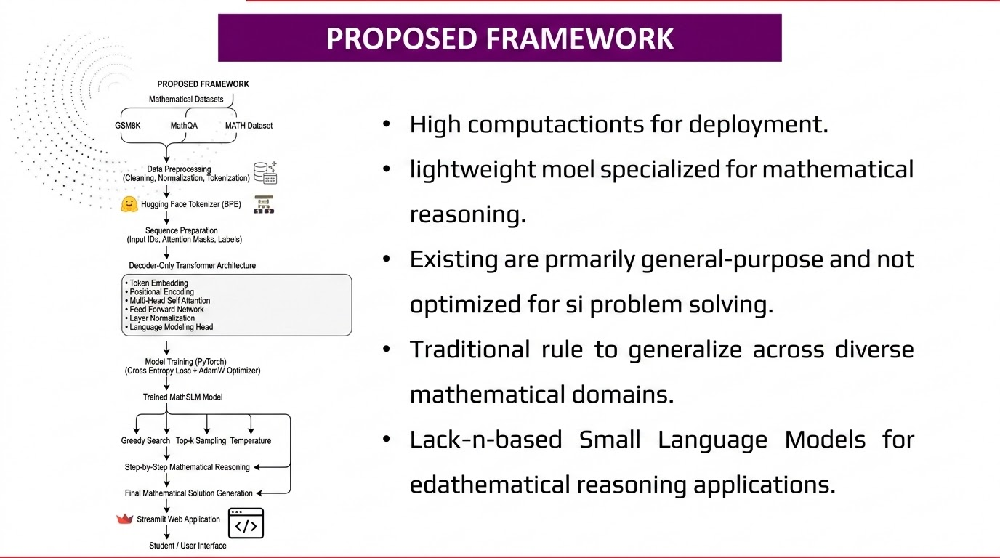 PROPOSED FRAMEWORK
PROPOSED FRAMEWORK
Mathematical Datasets
GSM8K MathQA MATH Dataset
Data Preprocessing
(Cleaning, Normalization, Tokenization)
Hugging Face Tokenizer (BPE)
Sequence Preparation
(Input IDs, Attention Masks, Labels)
Decoder-Only Transformer Architecture
• Token Embedding
• Positional Encoding
• Multi-Head Self Attantion
• Feed Forward Network
• Layer Normalization
• Language Modeling Head
Model Training (PyTorch)
(Cross Entropy Losc + AdamW Optimizer)
Trained MathSLM Model
Greedy Search Top-k Sampling Temperature
Step-by-Step Mathematical Reasoning
Final Mathematical Solution Generation
Streamlit Web Application
</>
Student / User Interface
• High computactionts for deployment.
• lightweight moel specialized for mathematical
reasoning.
• Existing are prmarily general-purpose and not
optimized for si problem solving.
• Traditional rule to generalize across diverse
mathematical domains.
• Lack-n-based Small Language Models for
edathematical reasoning applications.